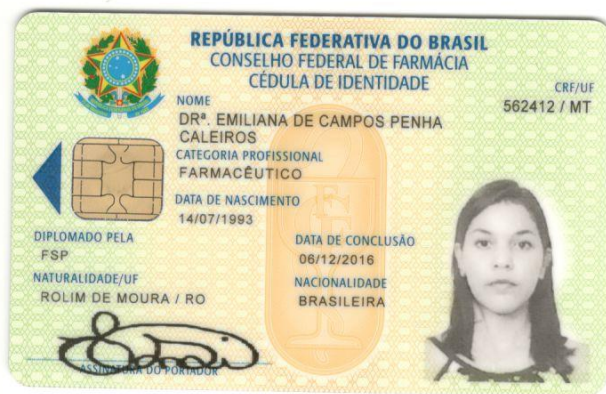 REPÚBLICA FEDERATIVA DO BRASIL
CONSELHO FEDERAL DE FARMÁCIA
CÉDULA DE IDENTIDADE
CRF/UF
562412 / MT
NOME
DRª. EMILIANA DE CAMPOS PENHA
CALEIROS
CATEGORIA PROFISSIONAL
FARMACÊUTICO
DATA DE NASCIMENTO
14/07/1993
DIPLOMADO PELA
FSP
DATA DE CONCLUSÃO
06/12/2016
NATURALIDADE/UF
ROLIM DE MOURA / RO
NACIONALIDADE
BRASILEIRA
ASSINATURA DO PORTADOR